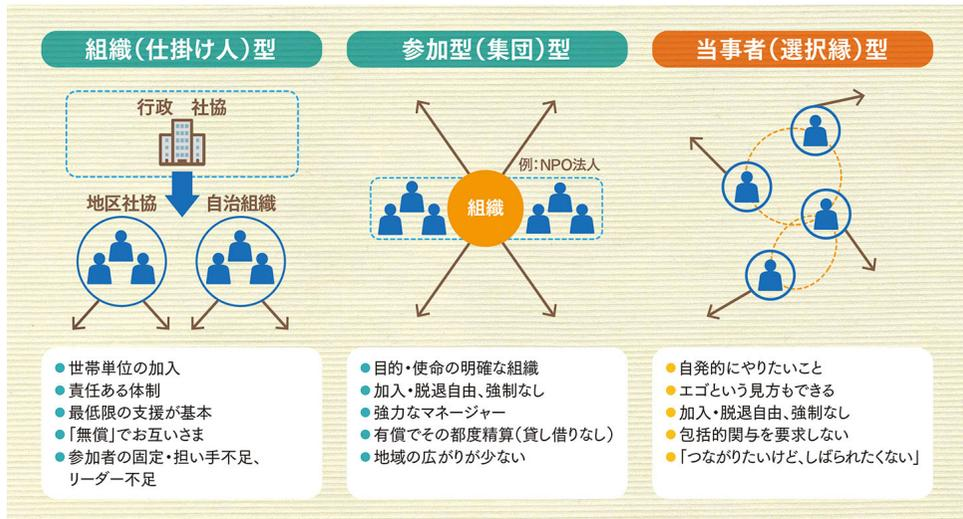 組織（仕掛け人）型
行政 社協
地区社協 自治組織
世帯単位の加入
責任ある体制
最低限の支援が基本
「無償」でお互いさま
参加者の固定・担い手不足、
リーダー不足
参加型（集団）型
例：NPO法人
組織
目的・使命の明確な組織
加入・脱退自由、強制なし
強力なマネージャー
有償でその都度精算（貸し借りなし）
地域の広がりが少ない
当事者（選択縁）型
自発的にやりたいこと
エゴという見方もできる
加入・脱退自由、強制なし
包括的関与を要求しない
「つながりたいけど、しばられたくない」